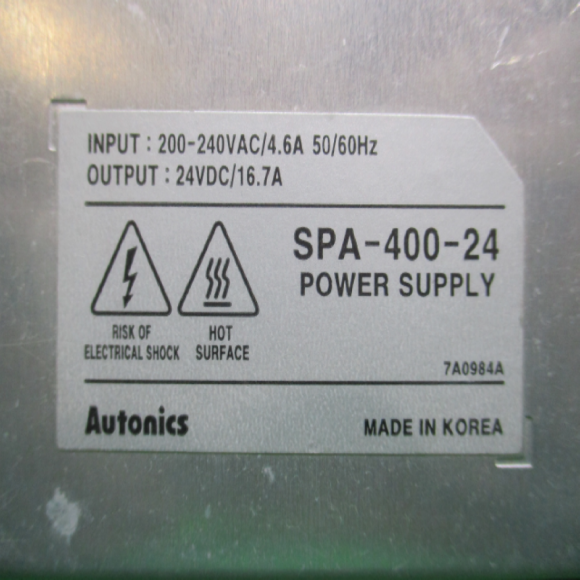 INPUT : 200-240VAC/4.6A 50/60Hz
OUTPUT : 24VDC/16.7A
SPA-400-24
POWER SUPPLY
RISK OF
ELECTRICAL SHOCK
HOT
SURFACE
7A0984A
Autonics
MADE IN KOREA